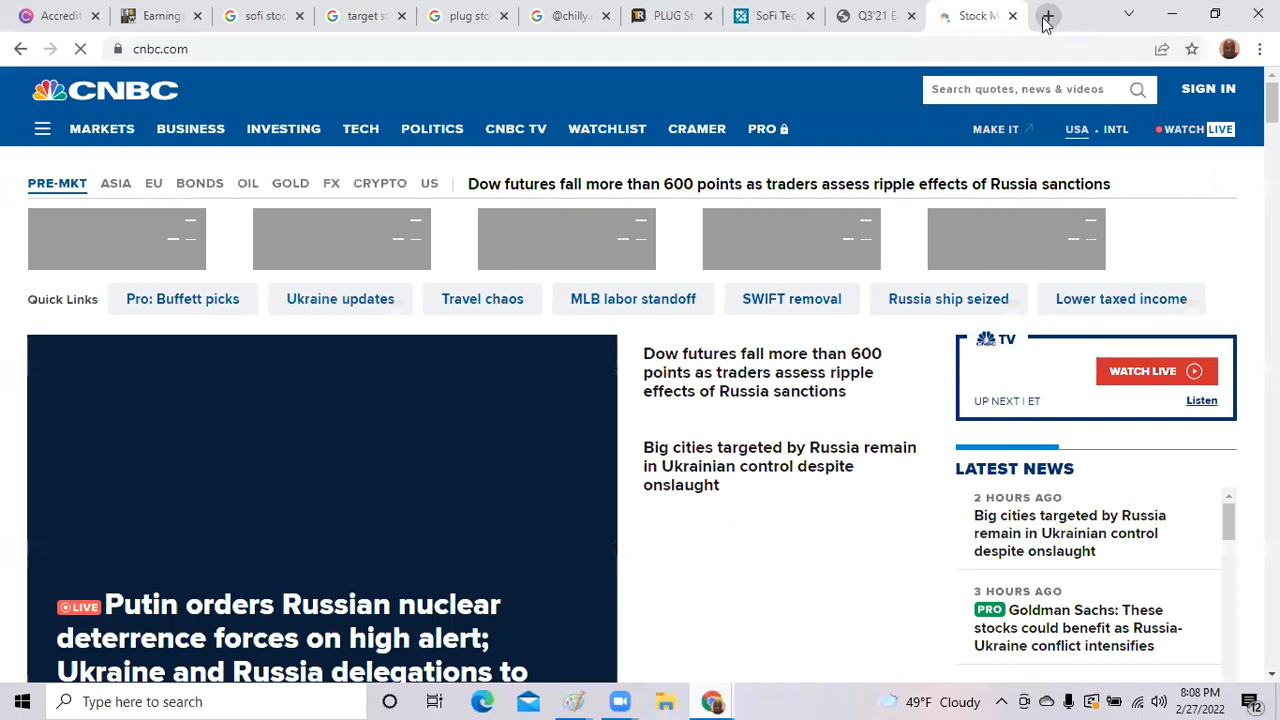 Accredit
Earning
sofi stoc
target st
plug sto
@chilly.
PLUG St
SoFi Tec
Q3'21 E
Stock M
cnbc.com
CNBC
Search quotes, news & videos
SIGN IN
MARKETS BUSINESS INVESTING TECH POLITICS CNBC TV WATCHLIST CRAMER PRO
MAKE IT USA • INTL WATCH LIVE
PRE-MKT ASIA EU BONDS OIL GOLD FX CRYPTO US | Dow futures fall more than 600 points as traders assess ripple effects of Russia sanctions
Quick Links Pro: Buffett picks Ukraine updates Travel chaos MLB labor standoff SWIFT removal Russia ship seized Lower taxed income
LIVE Putin orders Russian nuclear
deterrence forces on high alert;
Ukraine and Russia delegations to
Dow futures fall more than 600
points as traders assess ripple
effects of Russia sanctions
Big cities targeted by Russia remain
in Ukrainian control despite
onslaught
CNBC TV
WATCH LIVE
UP NEXT | ET
Listen
LATEST NEWS
2 HOURS AGO
Big cities targeted by Russia
remain in Ukrainian control
despite onslaught
3 HOURS AGO
PRO Goldman Sachs: These
stocks could benefit as Russia-
Ukraine conflict intensifies
Type here to search
49°F Cloudy
8:08 PM
2/27/2022
12